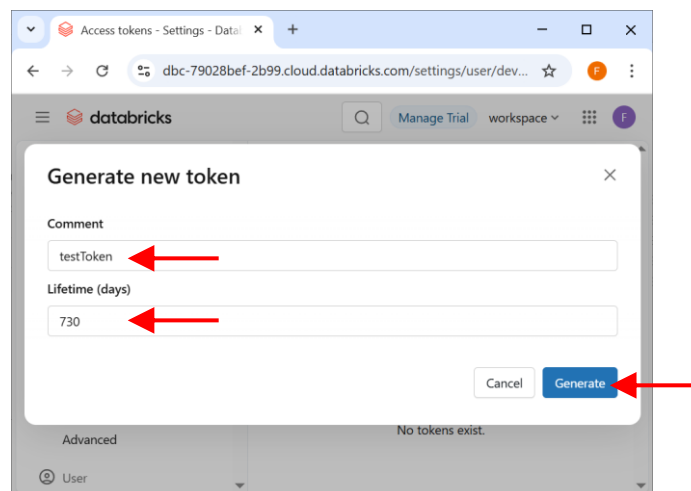 Access tokens - Settings - Datal
dbc-79028bef-2b99.cloud.databricks.com/settings/user/dev...
F
databricks
Manage Trial
workspace
F
Generate new token
Comment
testToken
Lifetime (days)
730
Cancel
Generate
No tokens exist.
Advanced
User